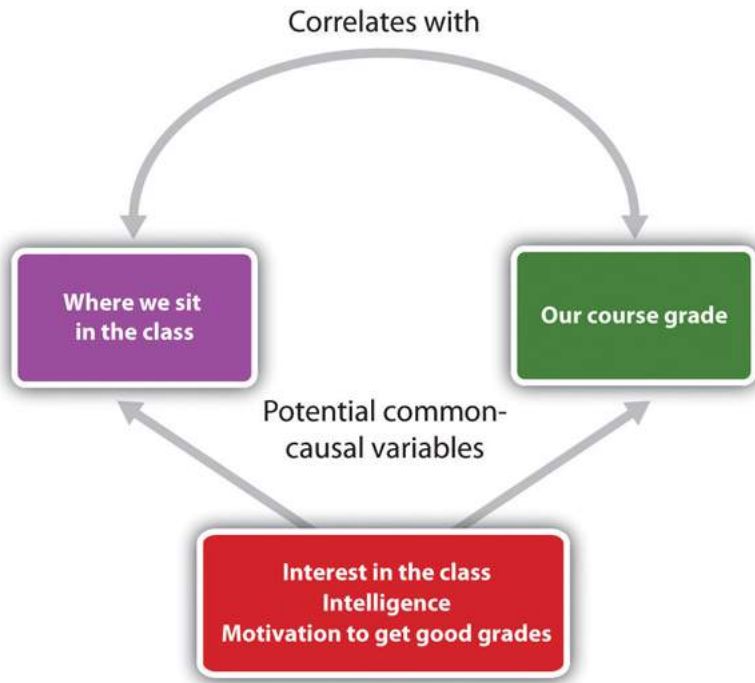 Correlates with
Where we sit
in the class
Our course grade
Potential common-
causal variables
Interest in the class
Intelligence
Motivation to get good grades